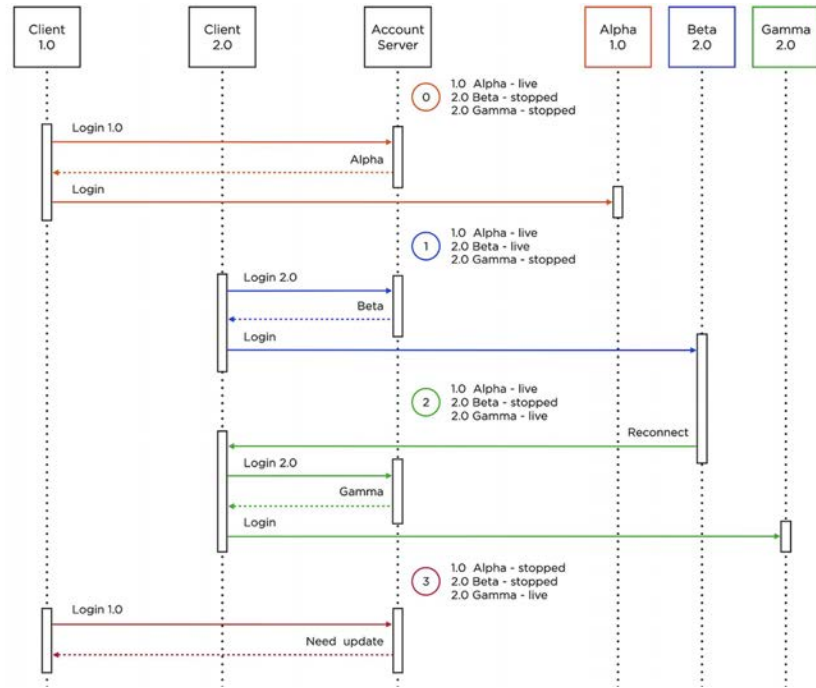 Client
1.0
Client
2.0
Account
Server
Alpha
1.0
Beta
2.0
Gamma
2.0
0
1.0 Alpha - live
2.0 Beta - stopped
2.0 Gamma - stopped
Login 1.0
Alpha
Login
1
1.0 Alpha - live
2.0 Beta - live
2.0 Gamma - stopped
Login 2.0
Beta
Login
2
1.0 Alpha - live
2.0 Beta - stopped
2.0 Gamma - live
Reconnect
Login 2.0
Gamma
Login
3
1.0 Alpha - stopped
2.0 Beta - stopped
2.0 Gamma - live
Login 1.0
Need update